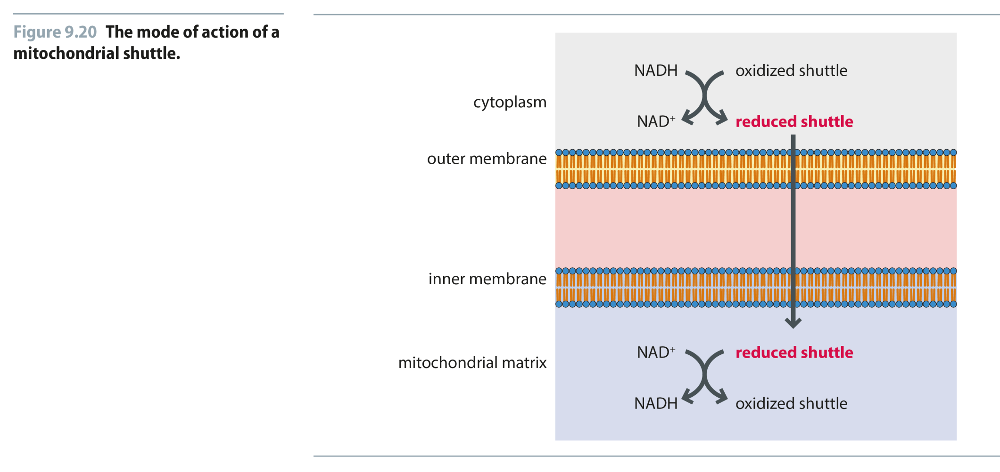 Figure 9.20 The mode of action of a
mitochondrial shuttle.
NADH oxidized shuttle
cytoplasm
NAD⁺ reduced shuttle
outer membrane
inner membrane
NAD⁺ reduced shuttle
mitochondrial matrix
NADH oxidized shuttle